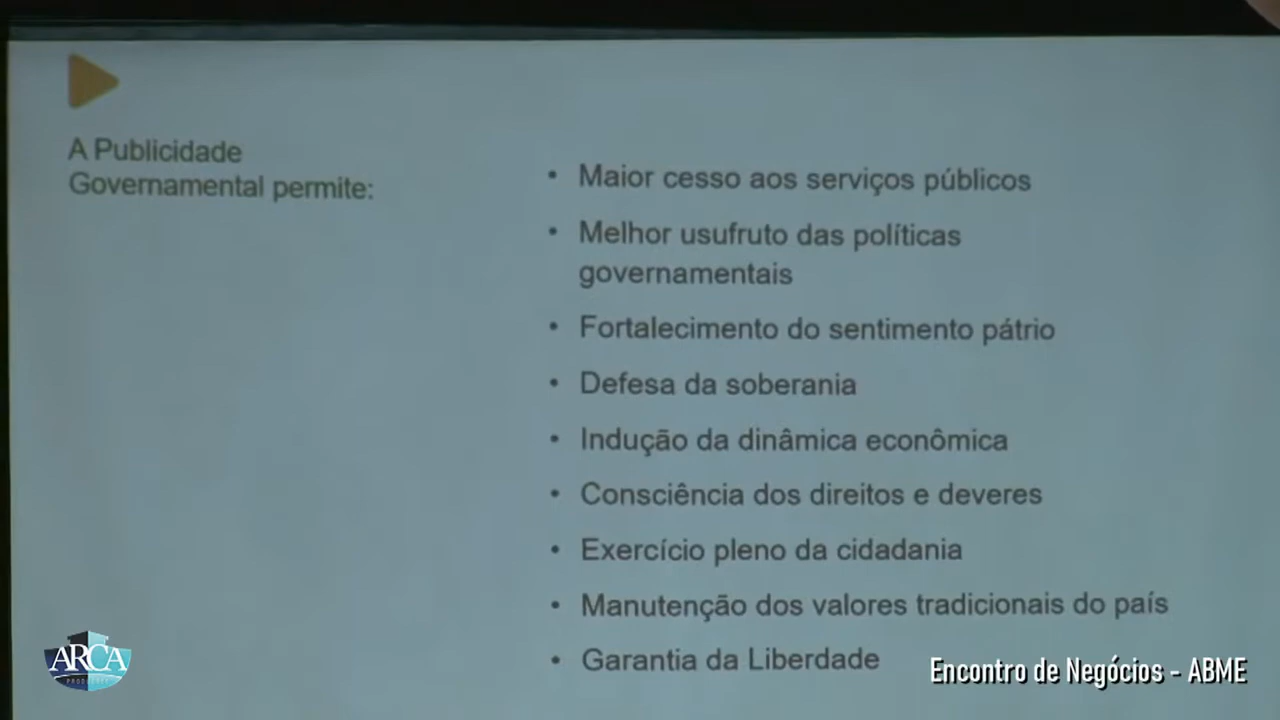 A Publicidade
Governamental permite:
• Maior cesso aos serviços públicos
• Melhor usufruto das políticas
governamentais
• Fortalecimento do sentimento pátrio
• Defesa da soberania
• Indução da dinâmica econômica
• Consciência dos direitos e deveres
• Exercício pleno da cidadania
• Manutenção dos valores tradicionais do país
• Garantia da Liberdade
ARCA
Encontro de Negócios - ABME